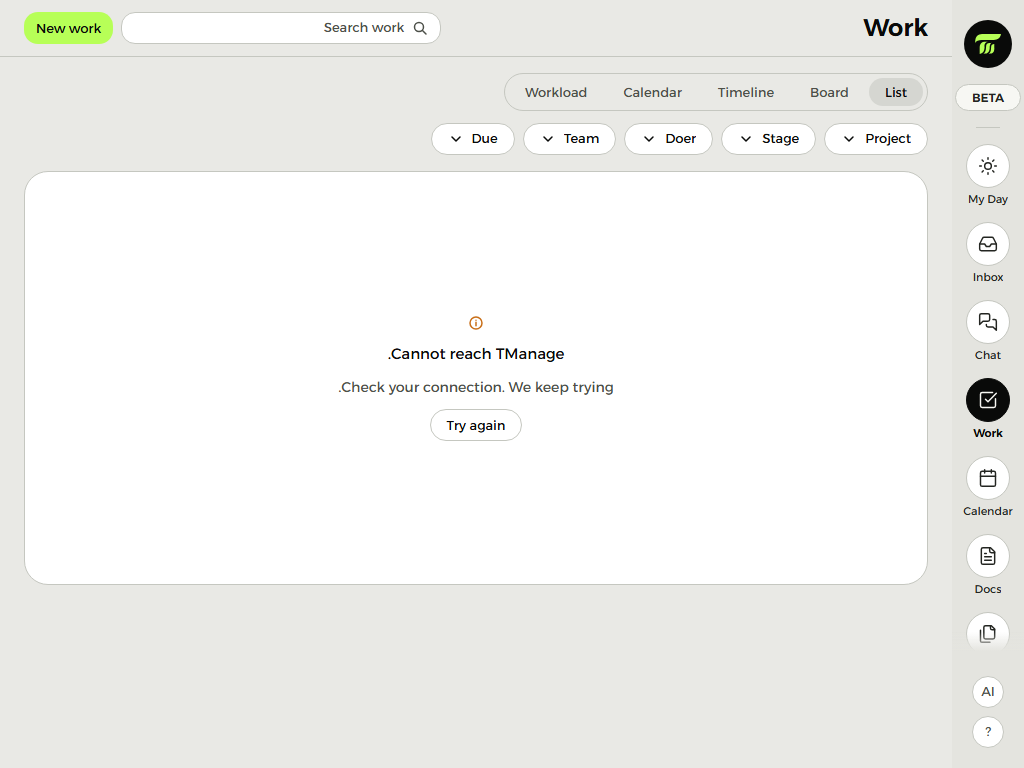 New work
Search work
Work
BETA
Workload
Calendar
Timeline
Board
List
Due
Team
Doer
Stage
Project
.Cannot reach TManage
.Check your connection. We keep trying
Try again
My Day
Inbox
Chat
Work
Calendar
Docs
AI
?